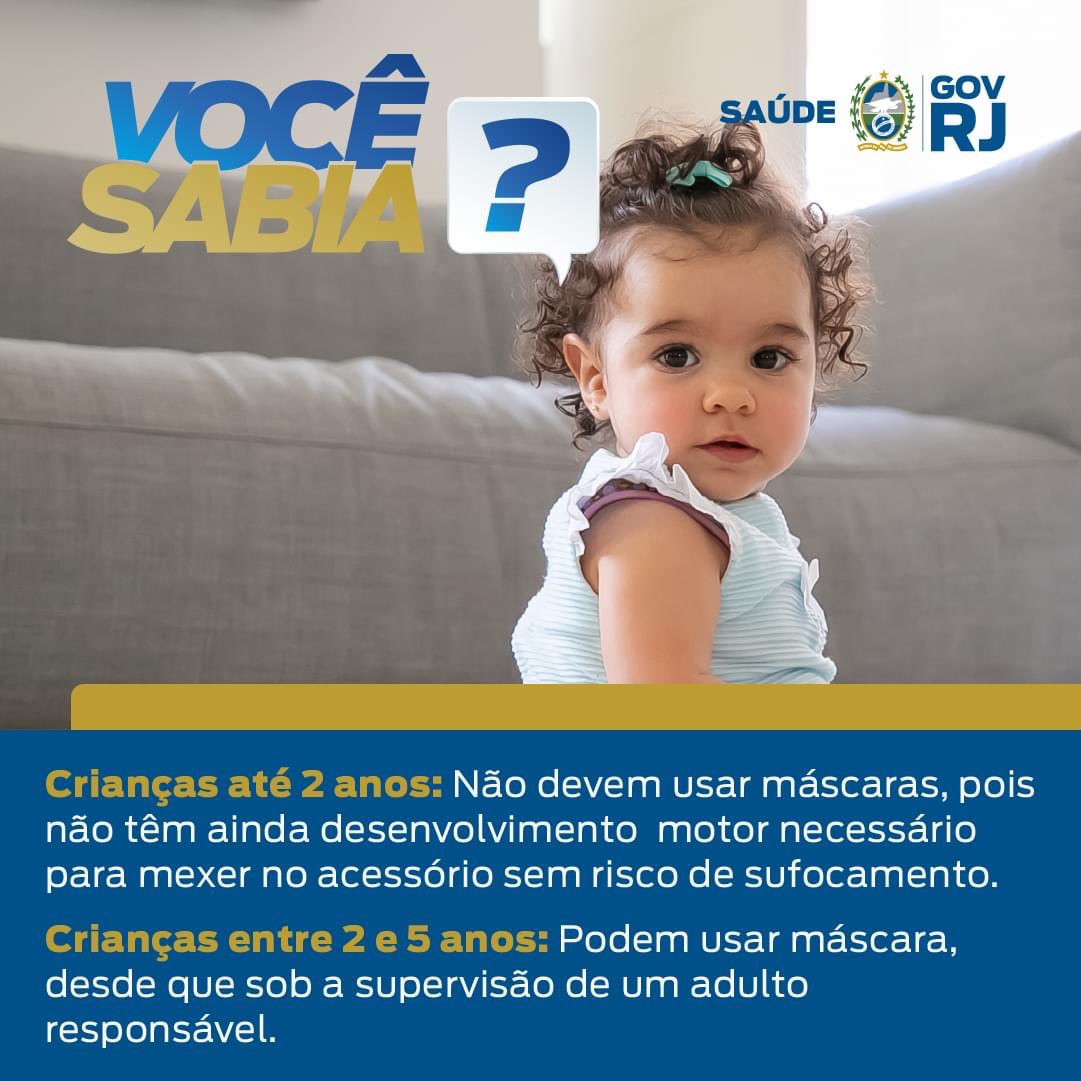 VOCÊ
SABIA
?
SAÚDE
GOV
RJ
Crianças até 2 anos: Não devem usar máscaras, pois
não têm ainda desenvolvimento motor necessário
para mexer no acessório sem risco de sufocamento.
Crianças entre 2 e 5 anos: Podem usar máscara,
desde que sob a supervisão de um adulto
responsável.